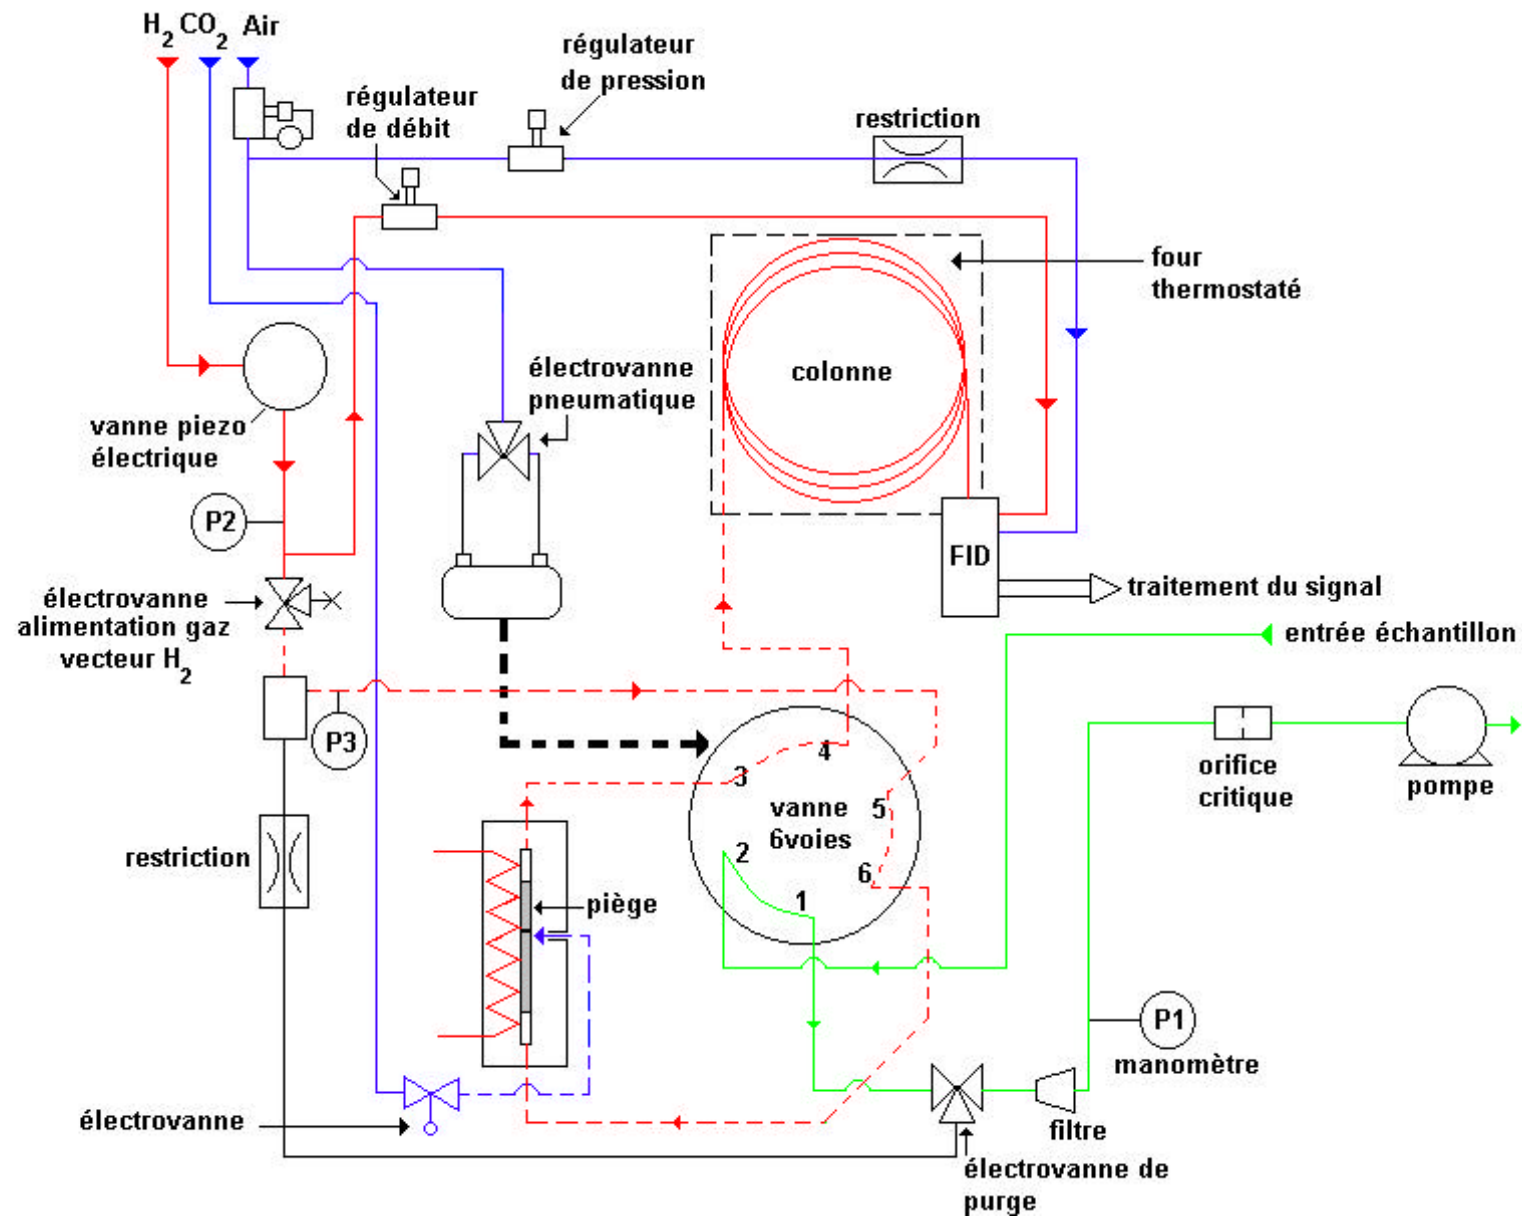 H2 CO2 Air
régulateur
de pression
régulateur
de débit
restriction
four
thermostaté
colonne
électrovanne
pneumatique
vanne piezo
électrique
P2
FID
traitement du signal
électrovanne
alimentation gaz
vecteur H2
entrée échantillon
P3
4
3
5
vanne
6voies
2
6
1
orifice
critique
pompe
restriction
piège
P1
manomètre
électrovanne
filtre
électrovanne de
purge